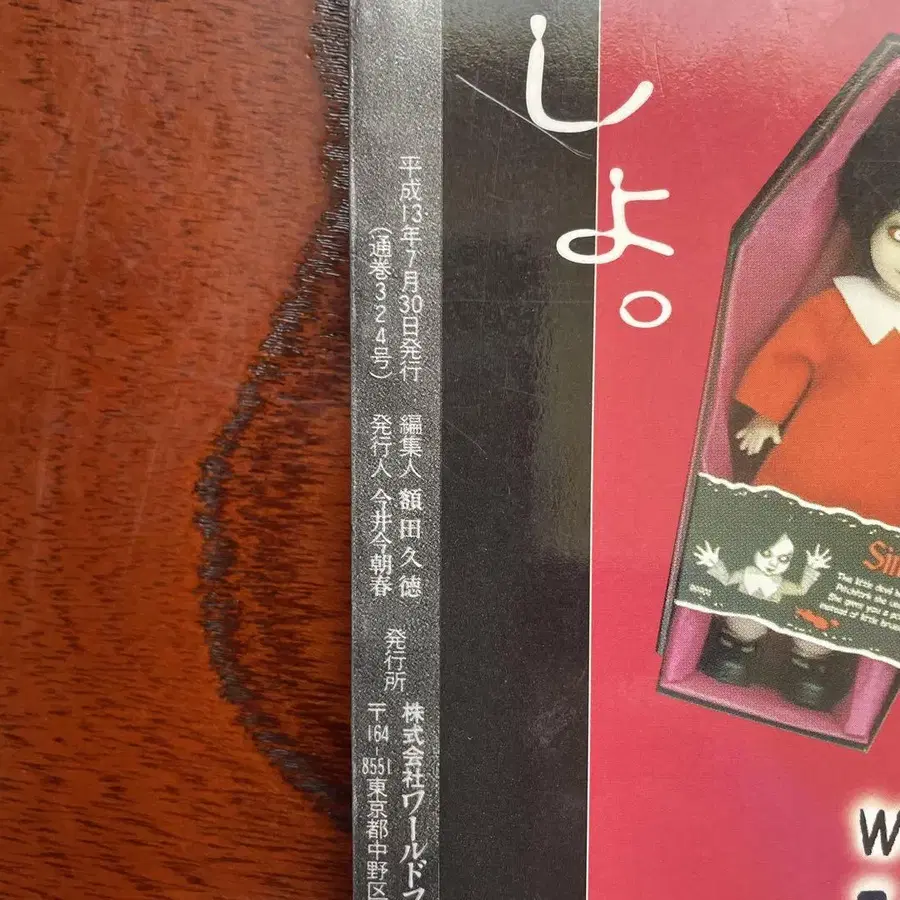 しょ。
平成13年7月30日発行
(通巻324号)
編集人 額田久徳
発行人 今井今朝春
発行所
株式会社ワールドフ
〒164-8551東京都中野区